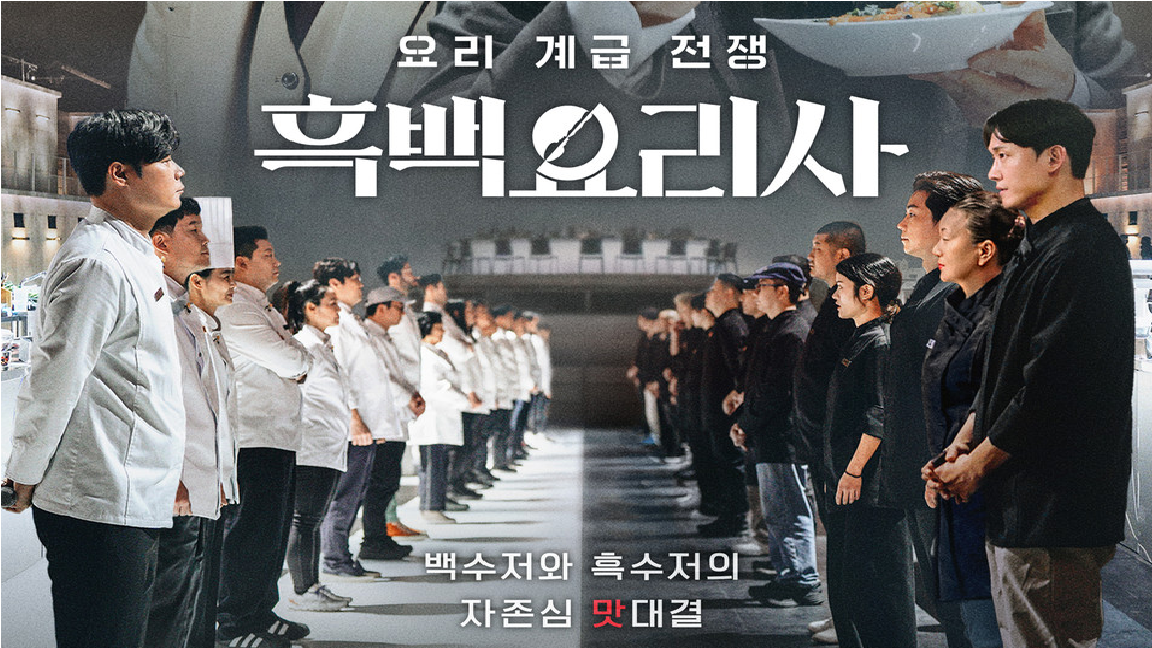 요리 계급 전쟁
흑백요리사
백수저와 흑수저의
자존심 맛대결